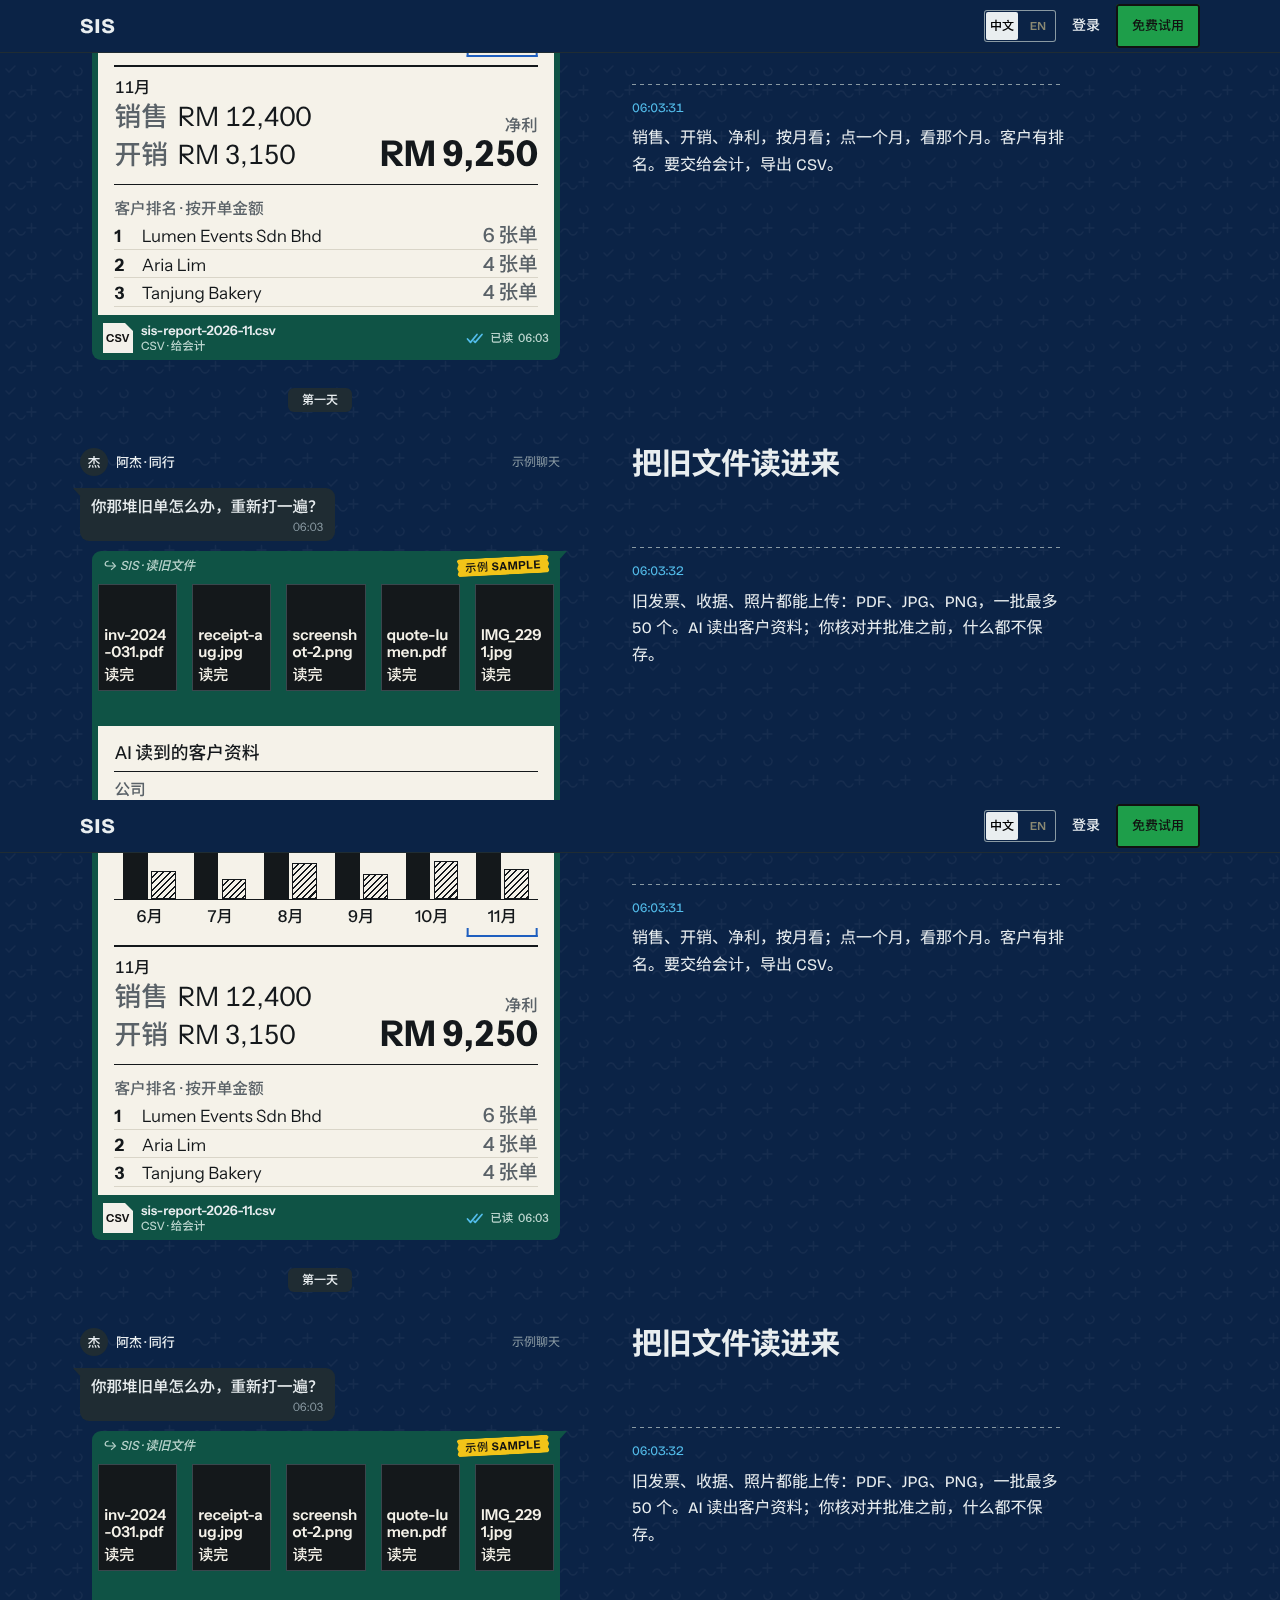 SIS
中文 EN 登录 免费试用
11月
销售 RM 12,400
开销 RM 3,150
净利
RM 9,250
客户排名·按开单金额
1 Lumen Events Sdn Bhd 6 张单
2 Aria Lim 4 张单
3 Tanjung Bakery 4 张单
CSV
sis-report-2026-11.csv
CSV·给会计
已读 06:03
06:03:31
销售、开销、净利，按月看；点一个月，看那个月。客户有排
名。要交给会计，导出 CSV。
第一天
杰 阿杰·同行 示例聊天
你那堆旧单怎么办，重新打一遍？
06:03
SIS·读旧文件
示例 SAMPLE
inv-2024
-031.pdf
读完
receipt-a
ug.jpg
读完
screensh
ot-2.png
读完
quote-lu
men.pdf
读完
IMG_229
1.jpg
读完
AI 读到的客户资料
公司
把旧文件读进来
06:03:32
旧发票、收据、照片都能上传：PDF、JPG、PNG，一批最多
50 个。AI 读出客户资料；你核对并批准之前，什么都不保
存。
SIS
中文 EN 登录 免费试用
6月 7月 8月 9月 10月 11月
11月
销售 RM 12,400
开销 RM 3,150
净利
RM 9,250
客户排名·按开单金额
1 Lumen Events Sdn Bhd 6 张单
2 Aria Lim 4 张单
3 Tanjung Bakery 4 张单
CSV
sis-report-2026-11.csv
CSV·给会计
已读 06:03
06:03:31
销售、开销、净利，按月看；点一个月，看那个月。客户有排
名。要交给会计，导出 CSV。
第一天
杰 阿杰·同行 示例聊天
你那堆旧单怎么办，重新打一遍？
06:03
SIS·读旧文件
示例 SAMPLE
inv-2024
-031.pdf
读完
receipt-a
ug.jpg
读完
screensh
ot-2.png
读完
quote-lu
men.pdf
读完
IMG_229
1.jpg
读完
把旧文件读进来
06:03:32
旧发票、收据、照片都能上传：PDF、JPG、PNG，一批最多
50 个。AI 读出客户资料；你核对并批准之前，什么都不保
存。